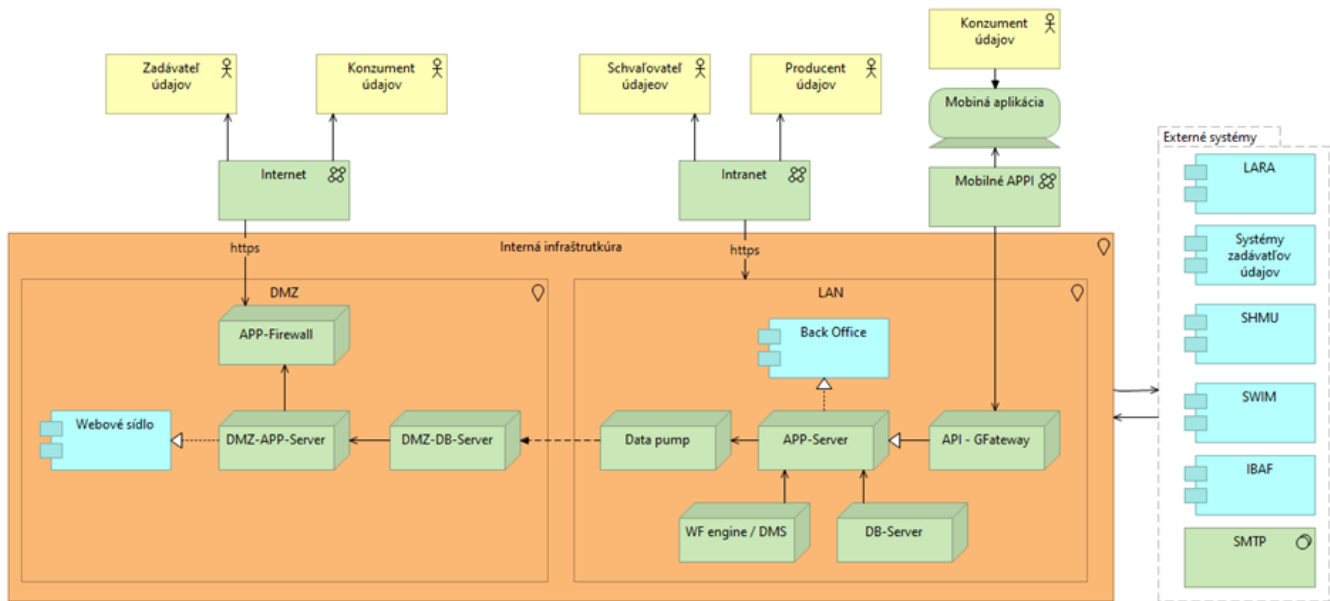 Konzument
údajov
Zadávateľ
údajov
Konzument
údajov
Schvaľovateľ
údajeov
Producent
údajov
Mobiná aplikácia
Externé systémy
LARA
Internet
Intranet
Mobilné APPI
Systémy
zadávatľov
údajov
https
Interná infraštrutkúra
https
DMZ
LAN
APP-Firewall
Back Office
SHMU
SWIM
Webové sídlo
DMZ-APP-Server
DMZ-DB-Server
Data pump
APP-Server
API - GFateway
IBAF
WF engine / DMS
DB-Server
SMTP